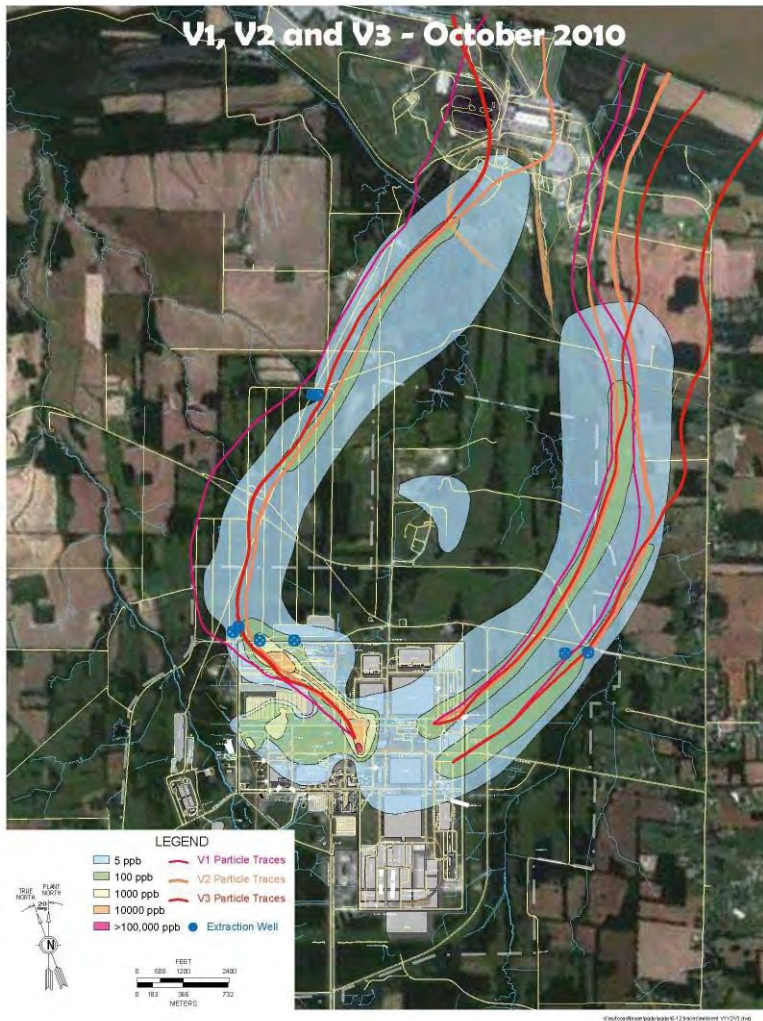 V1, V2 and V3 - October 2010
LEGEND
5 ppb
100 ppb
1000 ppb
10000 ppb
>100,000 ppb
V1 Particle Traces
V2 Particle Traces
V3 Particle Traces
Extraction Well
TRUE NORTH
PLANT NORTH
20
N
FEET
0 600 1200 2400
0 183 366 732
METERS